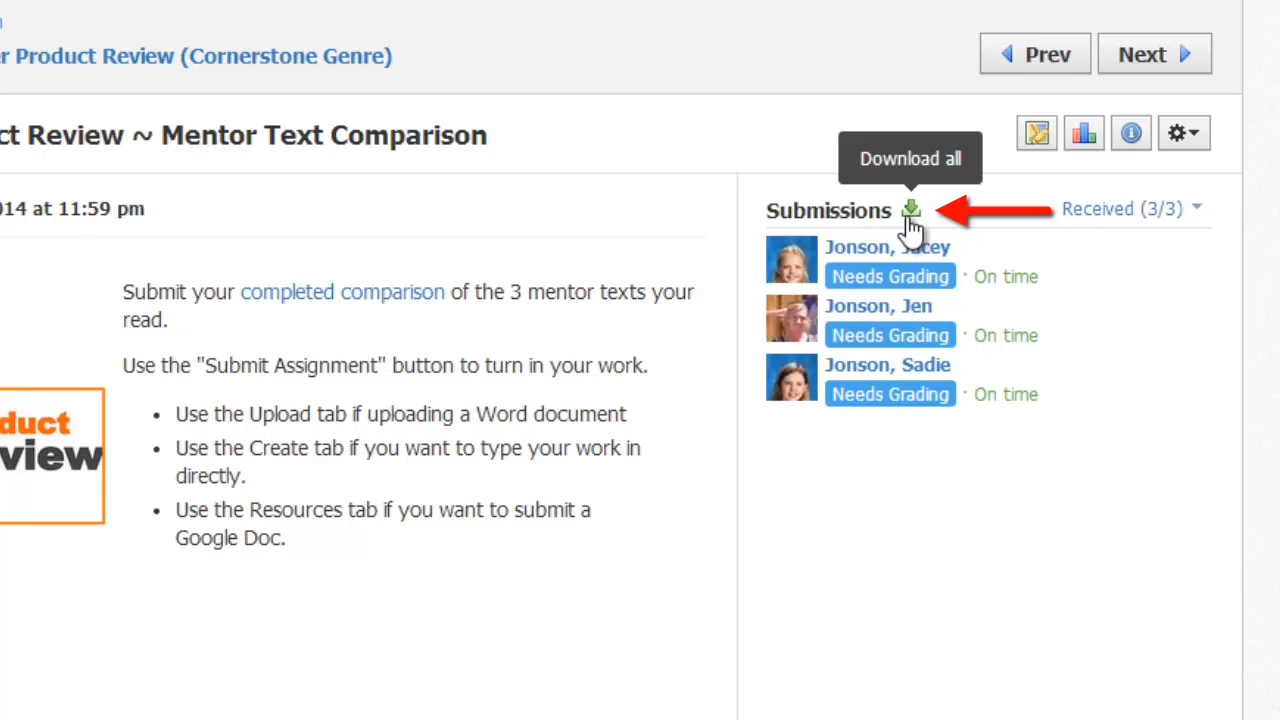 r Product Review (Cornerstone Genre)
Prev
Next
ct Review ~ Mentor Text Comparison
Download all
014 at 11:59 pm
Submissions
Received (3/3)
Submit your completed comparison of the 3 mentor texts your
read.
Use the "Submit Assignment" button to turn in your work.
• Use the Upload tab if uploading a Word document
• Use the Create tab if you want to type your work in
directly.
• Use the Resources tab if you want to submit a
Google Doc.
duct
view
Jonson, Jacey
Needs Grading · On time
Jonson, Jen
Needs Grading · On time
Jonson, Sadie
Needs Grading · On time